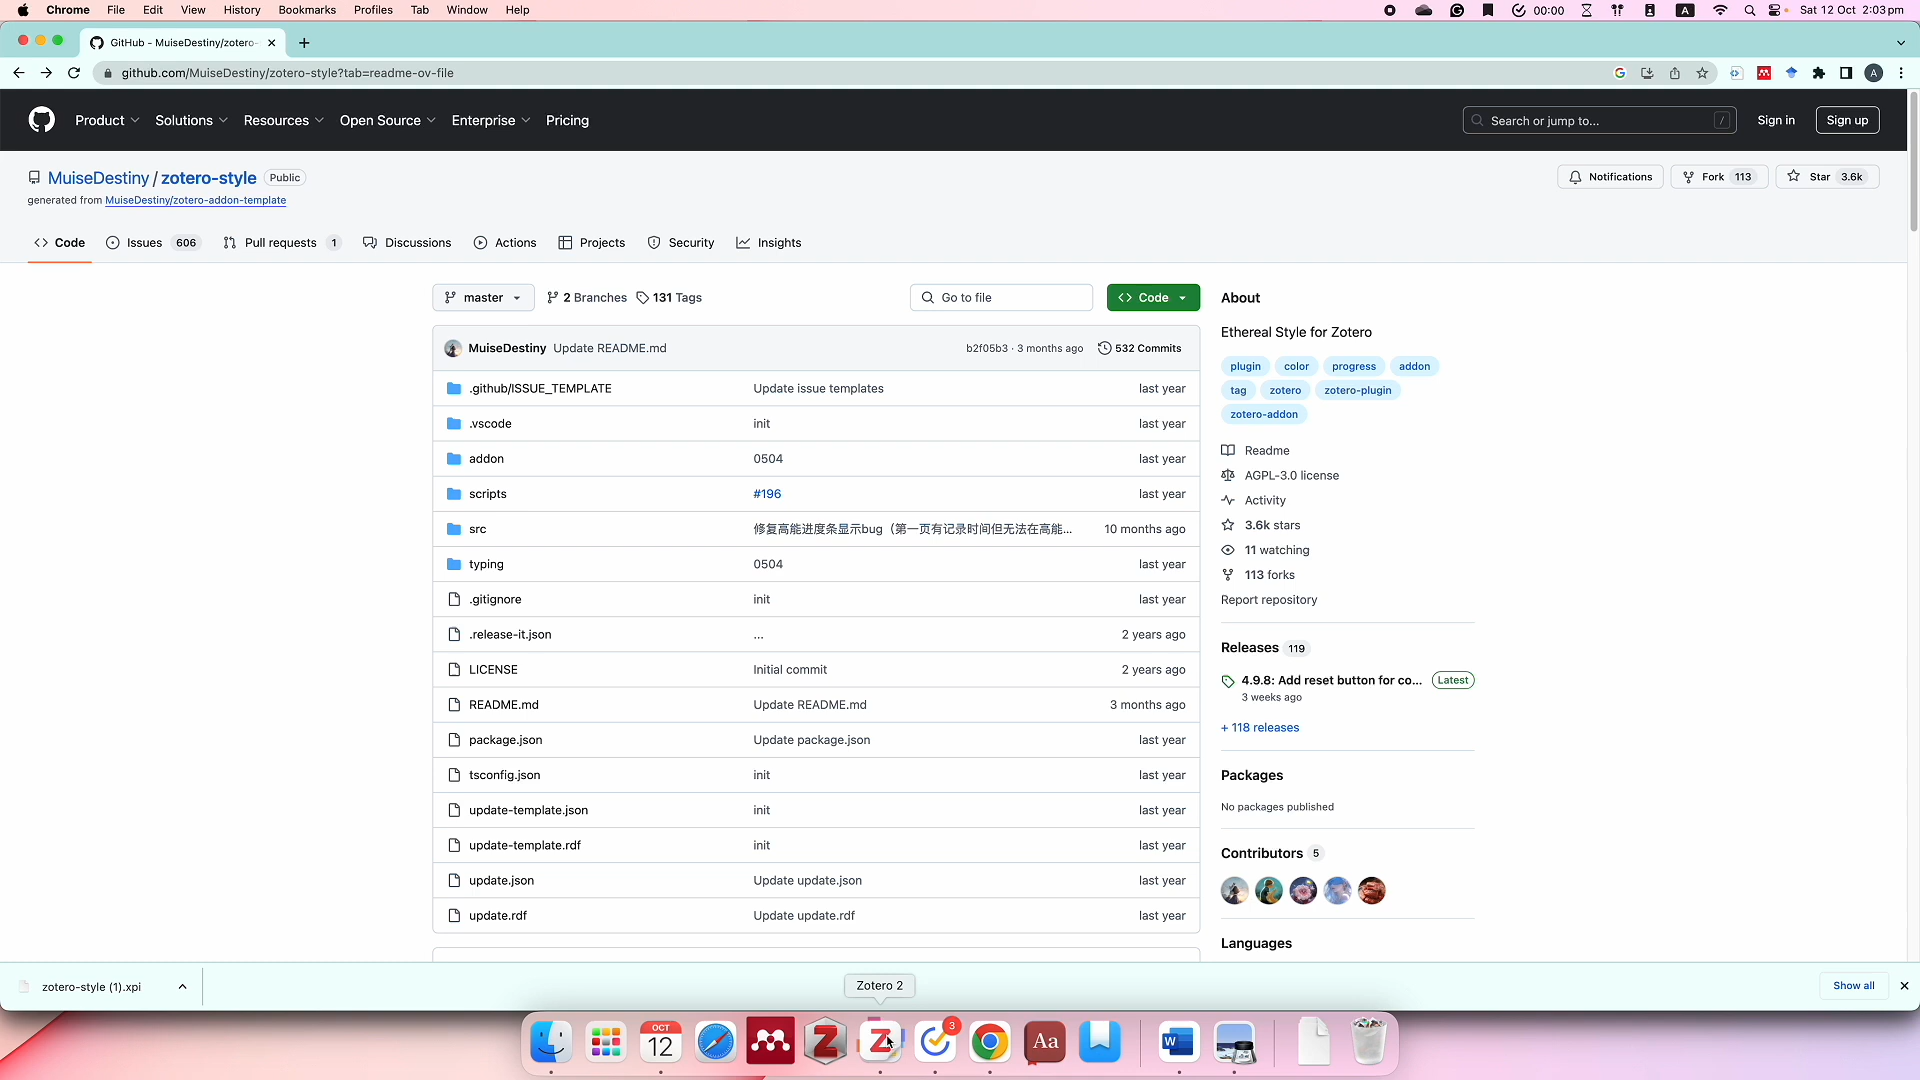 Chrome File Edit View History Bookmarks Profiles Tab Window Help 00:00 A Sat 12 Oct 2:03 pm
GitHub - MuiseDestiny/zotero-
github.com/MuiseDestiny/zotero-style?tab=readme-ov-file A
Product Solutions Resources Open Source Enterprise Pricing Search or jump to... / Sign in Sign up
MuiseDestiny / zotero-style Public Notifications Fork 113 Star 3.6k
generated from MuiseDestiny/zotero-addon-template
Code Issues 606 Pull requests 1 Discussions Actions Projects Security Insights
master 2 Branches 131 Tags Go to file Code About
Ethereal Style for Zotero
MuiseDestiny Update README.md b2f05b3 · 3 months ago 532 Commits
plugin color progress addon
.github/ISSUE_TEMPLATE Update issue templates last year
tag zotero zotero-plugin
zotero-addon
.vscode init last year
Readme
addon 0504 last year
AGPL-3.0 license
scripts #196 last year
Activity
3.6k stars
src 修复高能进度条显示bug（第一页有记录时间但无法在高能... 10 months ago
11 watching
typing 0504 last year
113 forks
.gitignore init last year
Report repository
.release-it.json ... 2 years ago
Releases 119
LICENSE Initial commit 2 years ago
4.9.8: Add reset button for co... Latest
3 weeks ago
README.md Update README.md 3 months ago
+ 118 releases
package.json Update package.json last year
tsconfig.json init last year
Packages
No packages published
update-template.json init last year
update-template.rdf init last year
Contributors 5
update.json Update update.json last year
update.rdf Update update.rdf last year
Languages
zotero-style (1).xpi Zotero 2 Show all
OCT
12 Z Z 3 Aa W